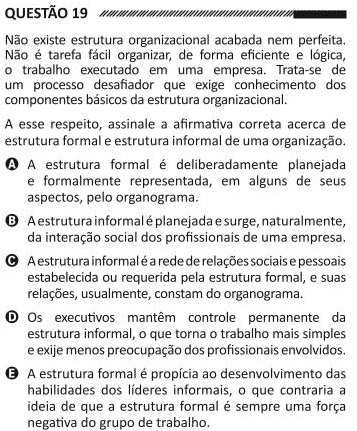 QUESTÃO 19
Não existe estrutura organizacional acabada nem perfeita.
Não é tarefa fácil organizar, de forma eficiente e lógica,
o trabalho executado em uma empresa. Trata-se de
um processo desafiador que exige conhecimento dos
componentes básicos da estrutura organizacional.
A esse respeito, assinale a afirmativa correta acerca de
estrutura formal e estrutura informal de uma organização.
A A estrutura formal é deliberadamente planejada
e formalmente representada, em alguns de seus
aspectos, pelo organograma.
B A estrutura informal é planejada e surge, naturalmente,
da interação social dos profissionais de uma empresa.
C A estrutura informal é a rede de relações sociais e pessoais
estabelecida ou requerida pela estrutura formal, e suas
relações, usualmente, constam do organograma.
D Os executivos mantêm controle permanente da
estrutura informal, o que torna o trabalho mais simples
e exije menos preocupação dos profissionais envolvidos.
E A estrutura formal é propícia ao desenvolvimento das
habilidades dos líderes informais, o que contraria a
ideia de que a estrutura formal é sempre uma força
negativa do grupo de trabalho.